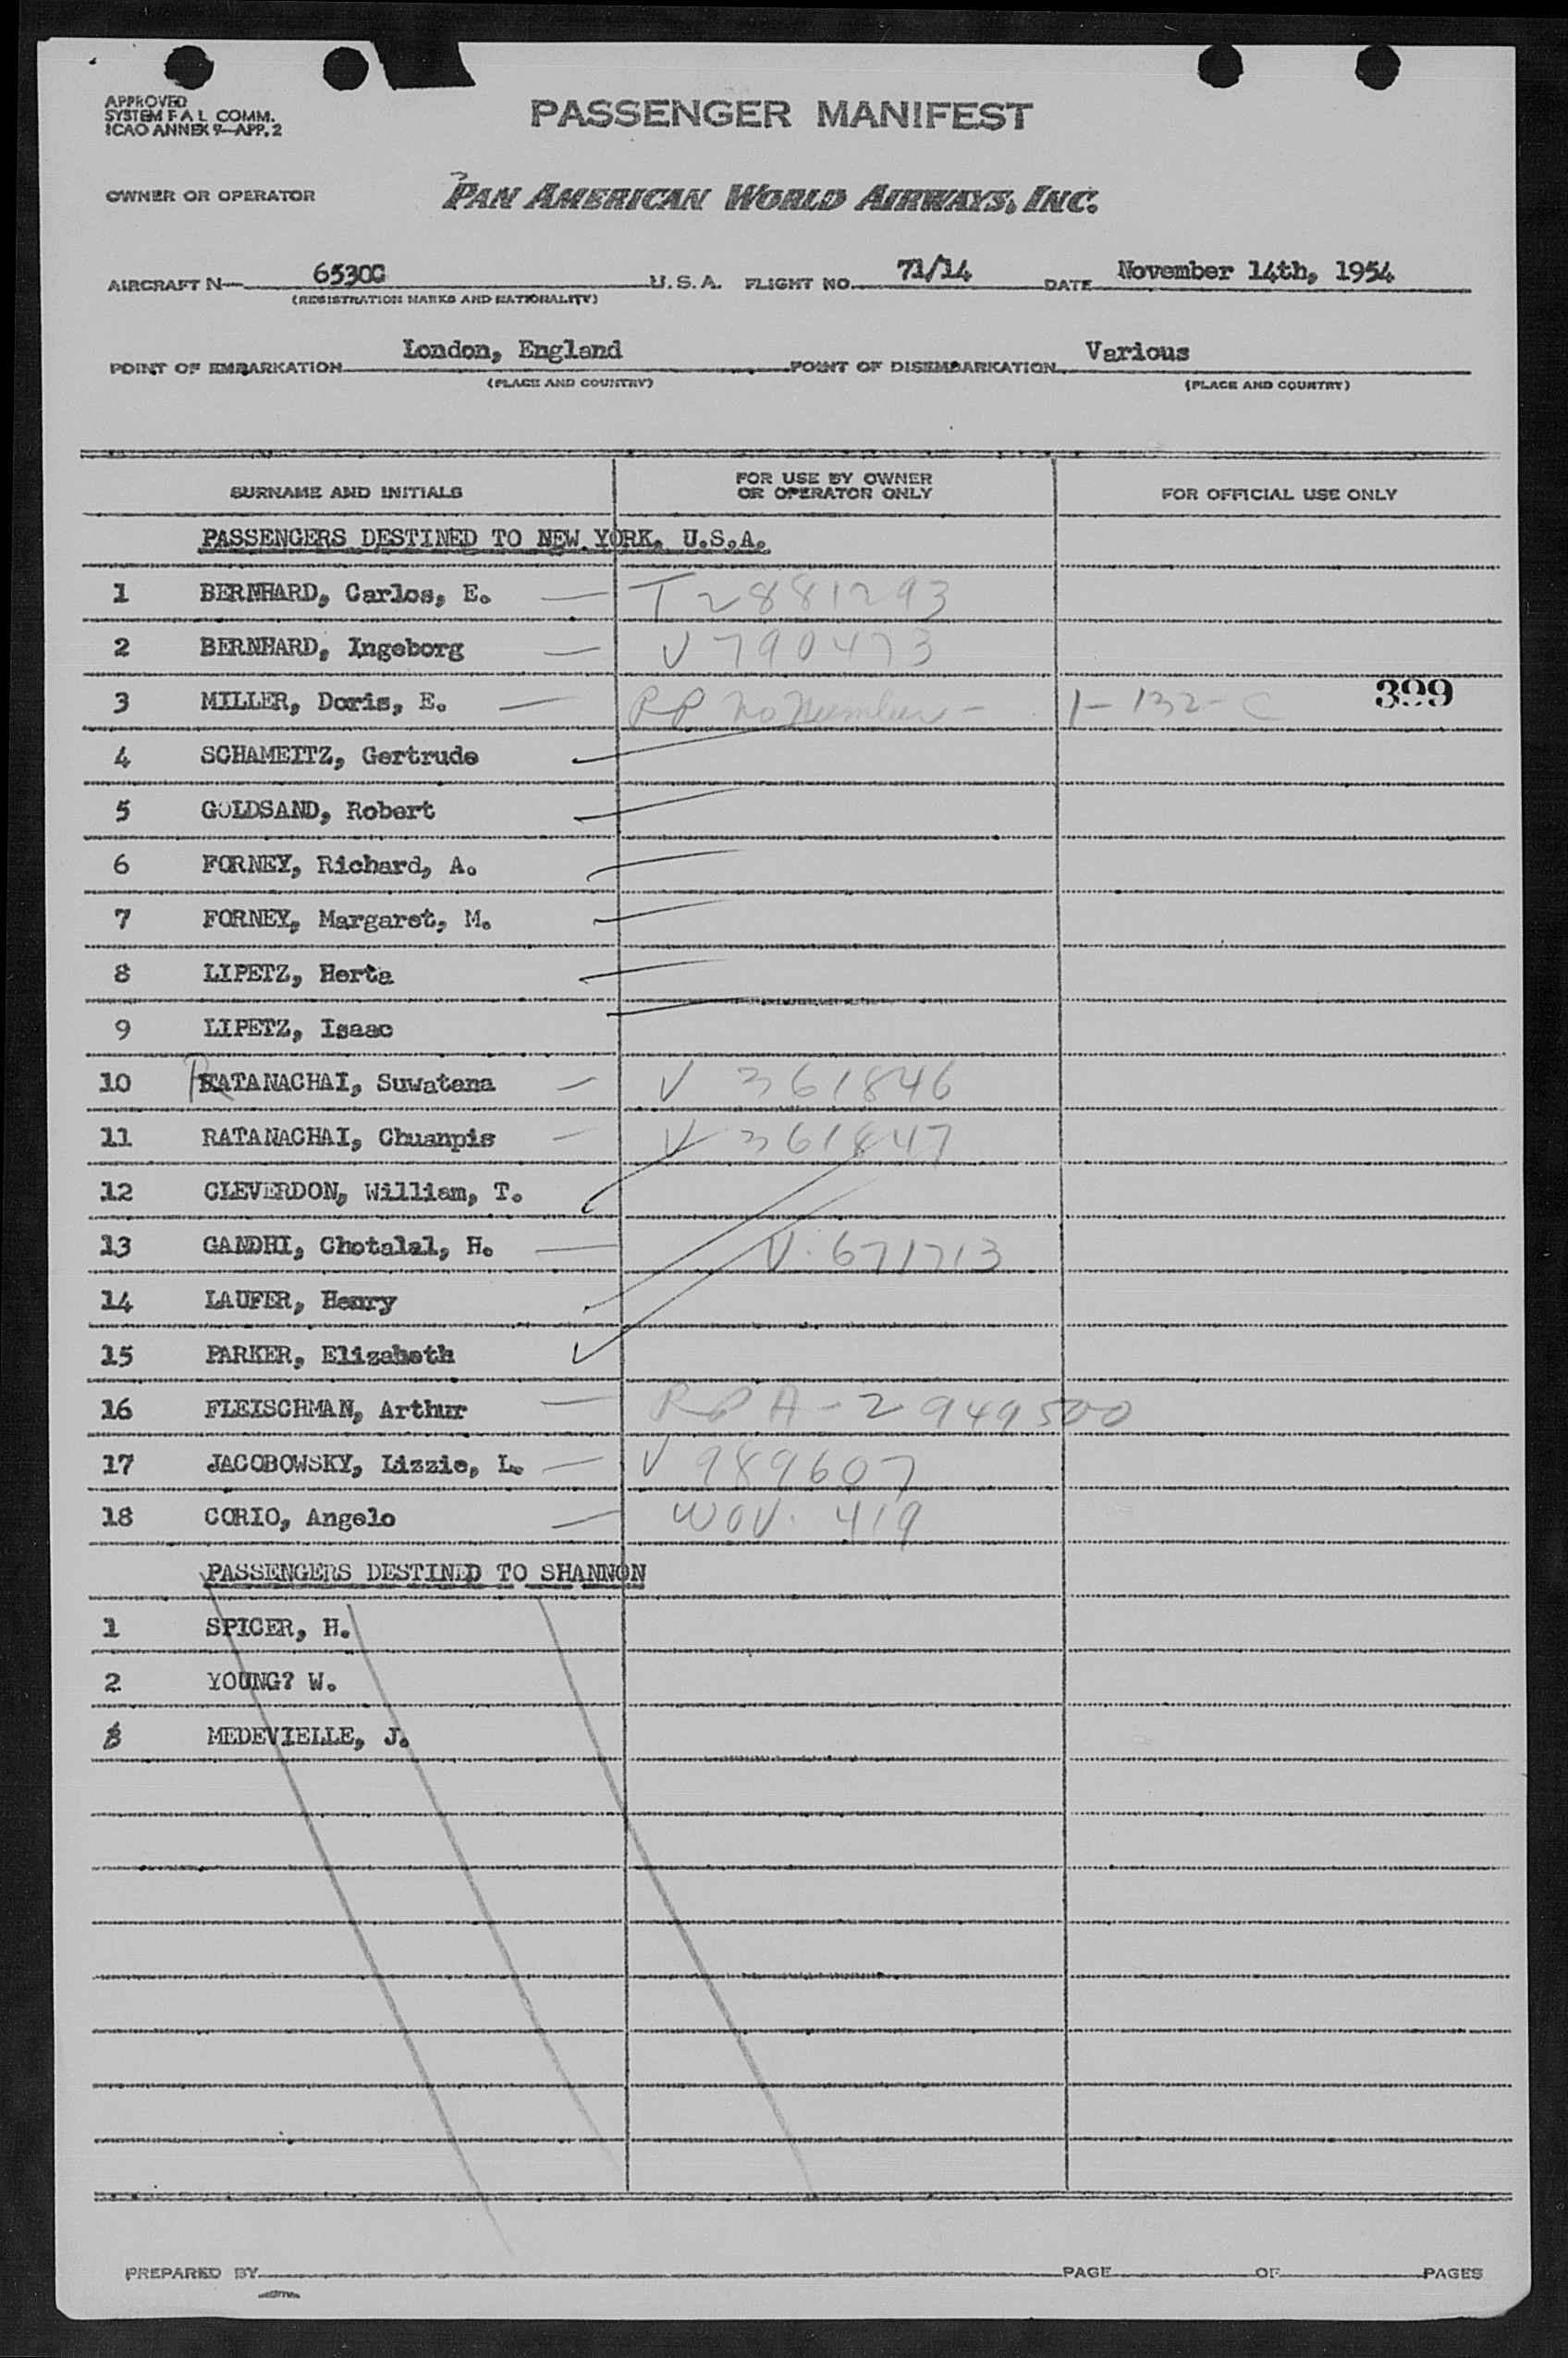 APPROVED
SYSTEM F A L COMM.
ICAO ANNEX 9—APP. 2
PASSENGER MANIFEST
OWNER OR OPERATOR PAN AMERICAN WORLD AIRWAYS, INC.
AIRCRAFT N— 6530C U.S.A. FLIGHT NO. 71/14 DATE November 14th, 1954
(REGISTRATION MARKS AND NATIONALITY)
POINT OF EMBARKATION London, England POINT OF DISEMBARKATION Various
(PLACE AND COUNTRY) (PLACE AND COUNTRY)
SURNAME AND INITIALS FOR USE BY OWNER OR OPERATOR ONLY FOR OFFICIAL USE ONLY
PASSENGERS DESTINED TO NEW YORK, U.S.A.
1 BERNHARD, Carlos, E. — T 2881293
2 BERNHARD, Ingeborg — V 790473
3 MILLER, Doris, E. — RP No Number — 1-132-C 399
4 SCHAMEITZ, Gertrude
5 GOLDSAND, Robert
6 FORNEY, Richard, A.
7 FORNEY, Margaret, M.
8 LIPETZ, Herta
9 LIPETZ, Isaac
10 RATANACHAI, Suwatena — V 361846
11 RATANACHAI, Chuanpis — V 361847
12 CLEVERDON, William, T.
13 GANDHI, Chotalal, H. — V. 671713
14 LAUFER, Henry
15 PARKER, Elizabeth
16 FLEISCHMAN, Arthur — RP A-2949500
17 JACOBOWSKY, Lizzie, L. — V 989607
18 CORIO, Angelo — WOV. 419
PASSENGERS DESTINED TO SHANNON
1 SPICER, H.
2 YOUNG? W.
3 MEDEVIELLE, J.
PREPARED BY PAGE OF PAGES